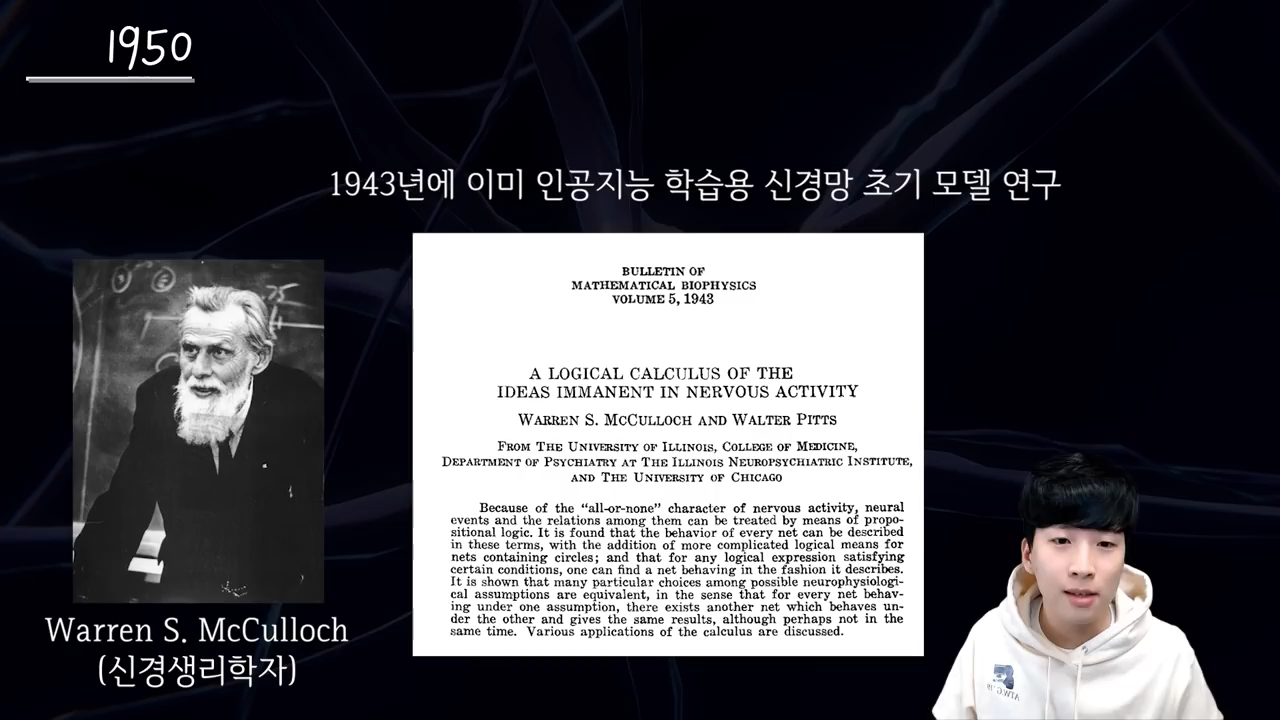 1950
1943년에 이미 인공지능 학습용 신경망 초기 모델 연구
BULLETIN OF
MATHEMATICAL BIOPHYSICS
VOLUME 5, 1943
A LOGICAL CALCULUS OF THE
IDEAS IMMANENT IN NERVOUS ACTIVITY
WARREN S. MCCULLOCH AND WALTER PITTS
FROM THE UNIVERSITY OF ILLINOIS, COLLEGE OF MEDICINE,
DEPARTMENT OF PSYCHIATRY AT THE ILLINOIS NEUROPSYCHIATRIC INSTITUTE,
AND THE UNIVERSITY OF CHICAGO
Because of the “all-or-none” character of nervous activity, neural
events and the relations among them can be treated by means of propo-
sitional logic. It is found that the behavior of every net can be described
in these terms, with the addition of more complicated logical means for
nets containing circles; and that for any logical expression satisfying
certain conditions, one can find a net behaving in the fashion it describes.
It is shown that many particular choices among possible neurophysiologi-
cal assumptions are equivalent, in the sense that for every net behav-
ing under one assumption, there exists another net which behaves un-
der the other and gives the same results, although perhaps not in the
same time. Various applications of the calculus are discussed.
Warren S. McCulloch
(신경생리학자)